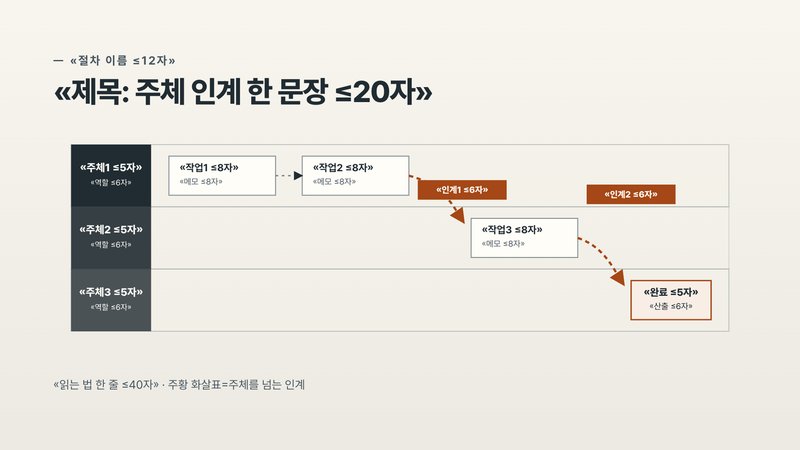 — «절차 이름 ≤12자»
«제목: 주체 인계 한 문장 ≤20자»
«주체1 ≤5자»
«역할 ≤6자»
«작업1 ≤8자»
«메모 ≤8자»
«작업2 ≤8자»
«메모 ≤8자»
«인계1 ≤6자»
«인계2 ≤6자»
«주체2 ≤5자»
«역할 ≤6자»
«작업3 ≤8자»
«메모 ≤8자»
«주체3 ≤5자»
«역할 ≤6자»
«완료 ≤5자»
«산출 ≤6자»
«읽는 법 한 줄 ≤40자» · 주황 화살표=주체를 넘는 인계